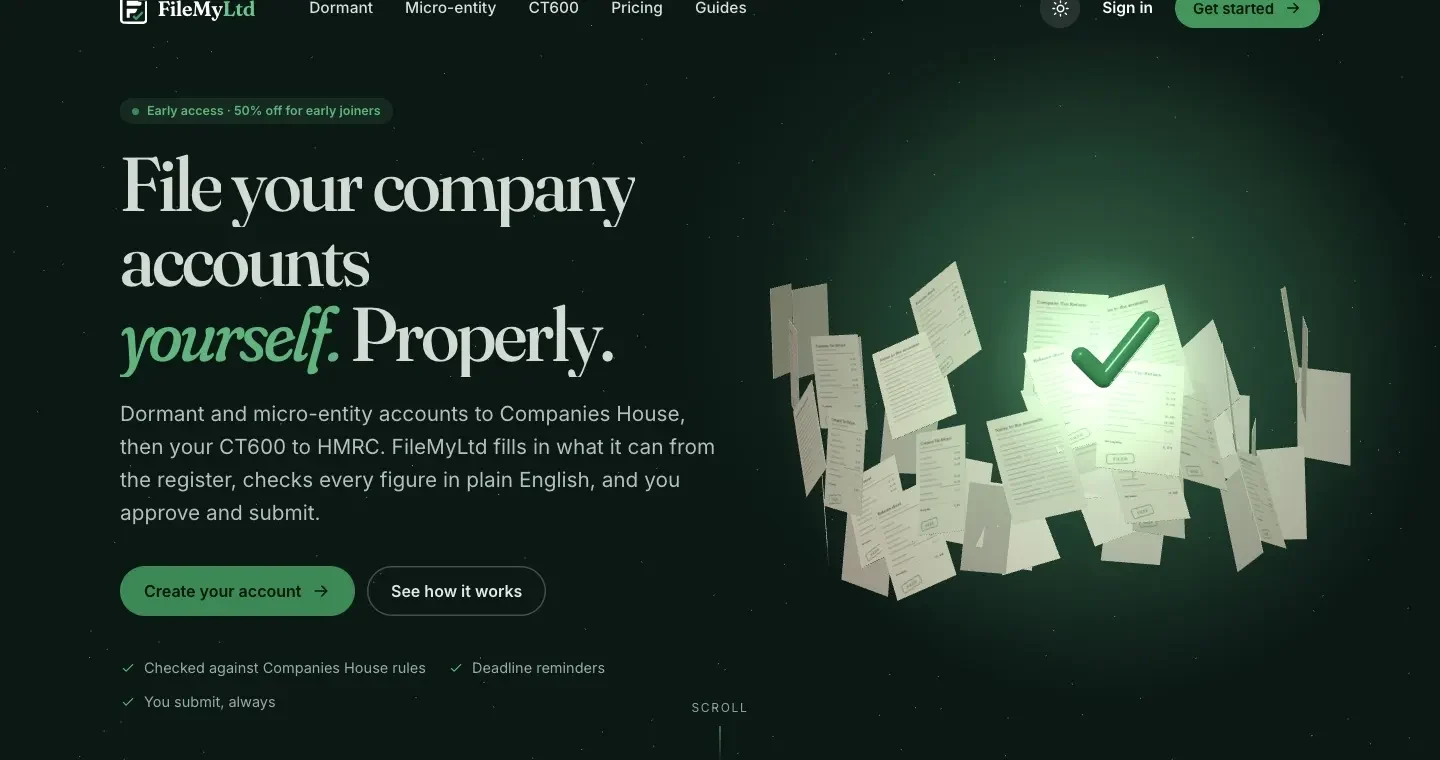 FileMyLtd Dormant Micro-entity CT600 Pricing Guides Sign in Get started →
Early access · 50% off for early joiners
File your company
accounts
yourself. Properly.
Dormant and micro-entity accounts to Companies House,
then your CT600 to HMRC. FileMyLtd fills in what it can from
the register, checks every figure in plain English, and you
approve and submit.
Create your account → See how it works
Checked against Companies House rules Deadline reminders
You submit, always
SCROLL
Company Tax Return